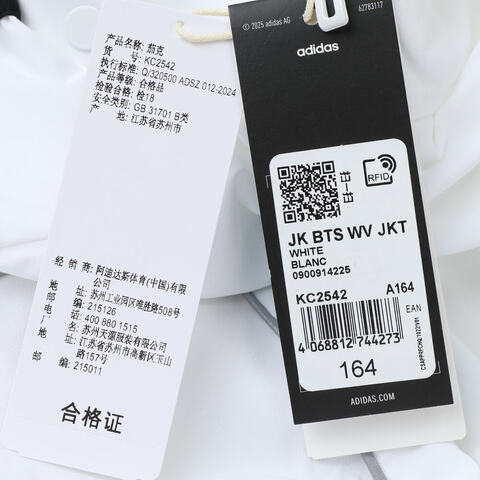 产品名称: 茄克
货 号: KC2542
执行标准: Q/320500 ADSZ 012-2024
产品等级: 合格品
检验合格: 检18
安全类别: GB 31701 B类
产 地: 江苏省苏州市
经 销 商: 阿迪达斯体育(中国)有限
公司
地 址: 苏州工业园区唯胜路508号
邮 编: 215126
电 话: 400 880 1515
: 苏州天源服装有限公司
地 址: 江苏省苏州市高新区玉山
路157号
邮 编: 215011
合格证
© 2025 adidas AG
62783117
adidas
RFID
JK BTS WV JKT
WHITE
BLANC
0900914225
KC2542 A164
EAN
4 068812 744273
164
ADIDAS.COM